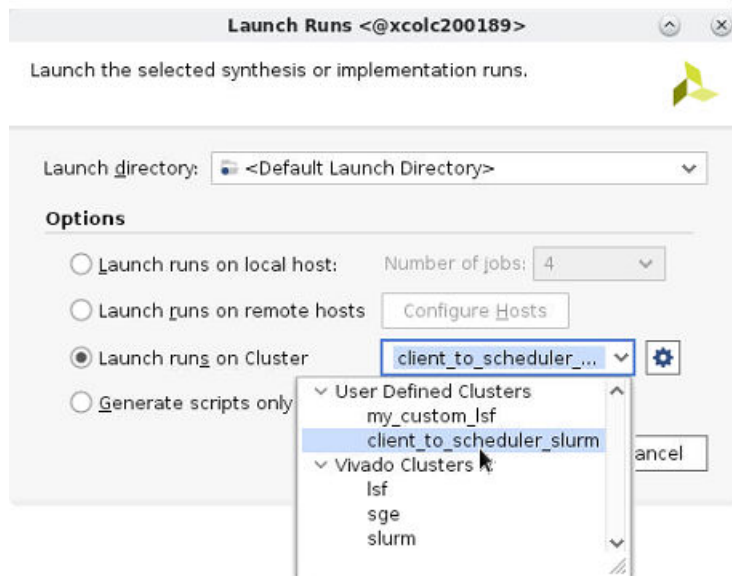 Launch Runs <@xcolc200189>
Launch the selected synthesis or implementation runs.
Launch directory: <Default Launch Directory>
Options
Launch runs on local host: Number of jobs: 4
Launch runs on remote hosts Configure Hosts
Launch runs on Cluster client_to_scheduler_...
Generate scripts only
User Defined Clusters
my_custom_lsf
client_to_scheduler_slurm
ancel
Vivado Clusters
lsf
sge
slurm